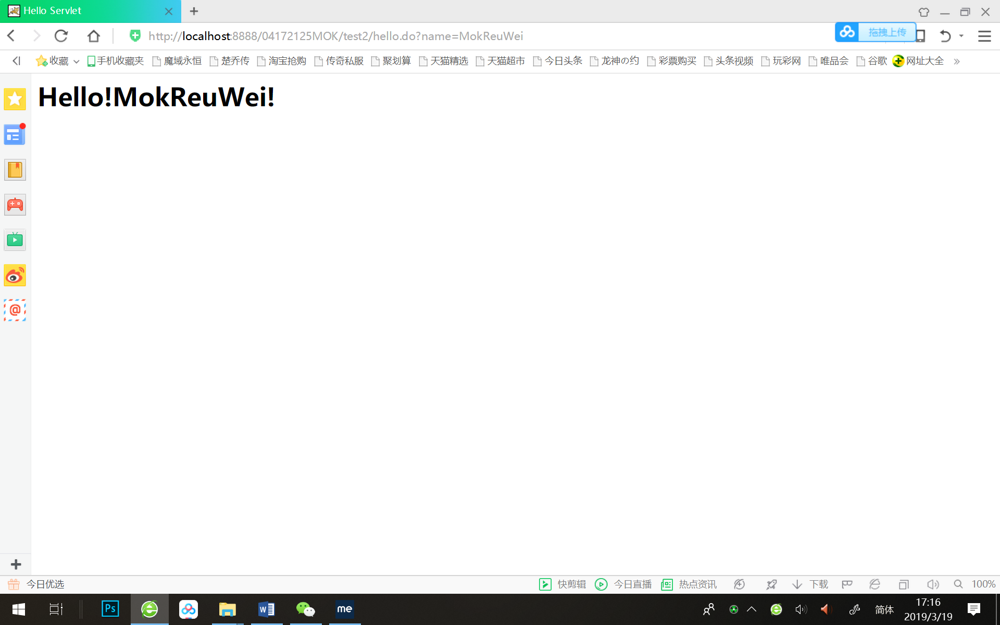 Hello Servlet
http://localhost:8888/04172125MOK/test2/hello.do?name=MokReuWei
拖拽上传
收藏 手机收藏夹 魔域永恒 楚乔传 淘宝抢购 传奇私服 聚划算 天猫精选 天猫超市 今日头条 龙神の约 彩票购买 头条视频 玩彩网 唯品会 谷歌 网址大全
Hello!MokReuWei!
今日优选 快剪辑 今日直播 热点资讯 下载 100%
Ps me 简体 17:16
2019/3/19